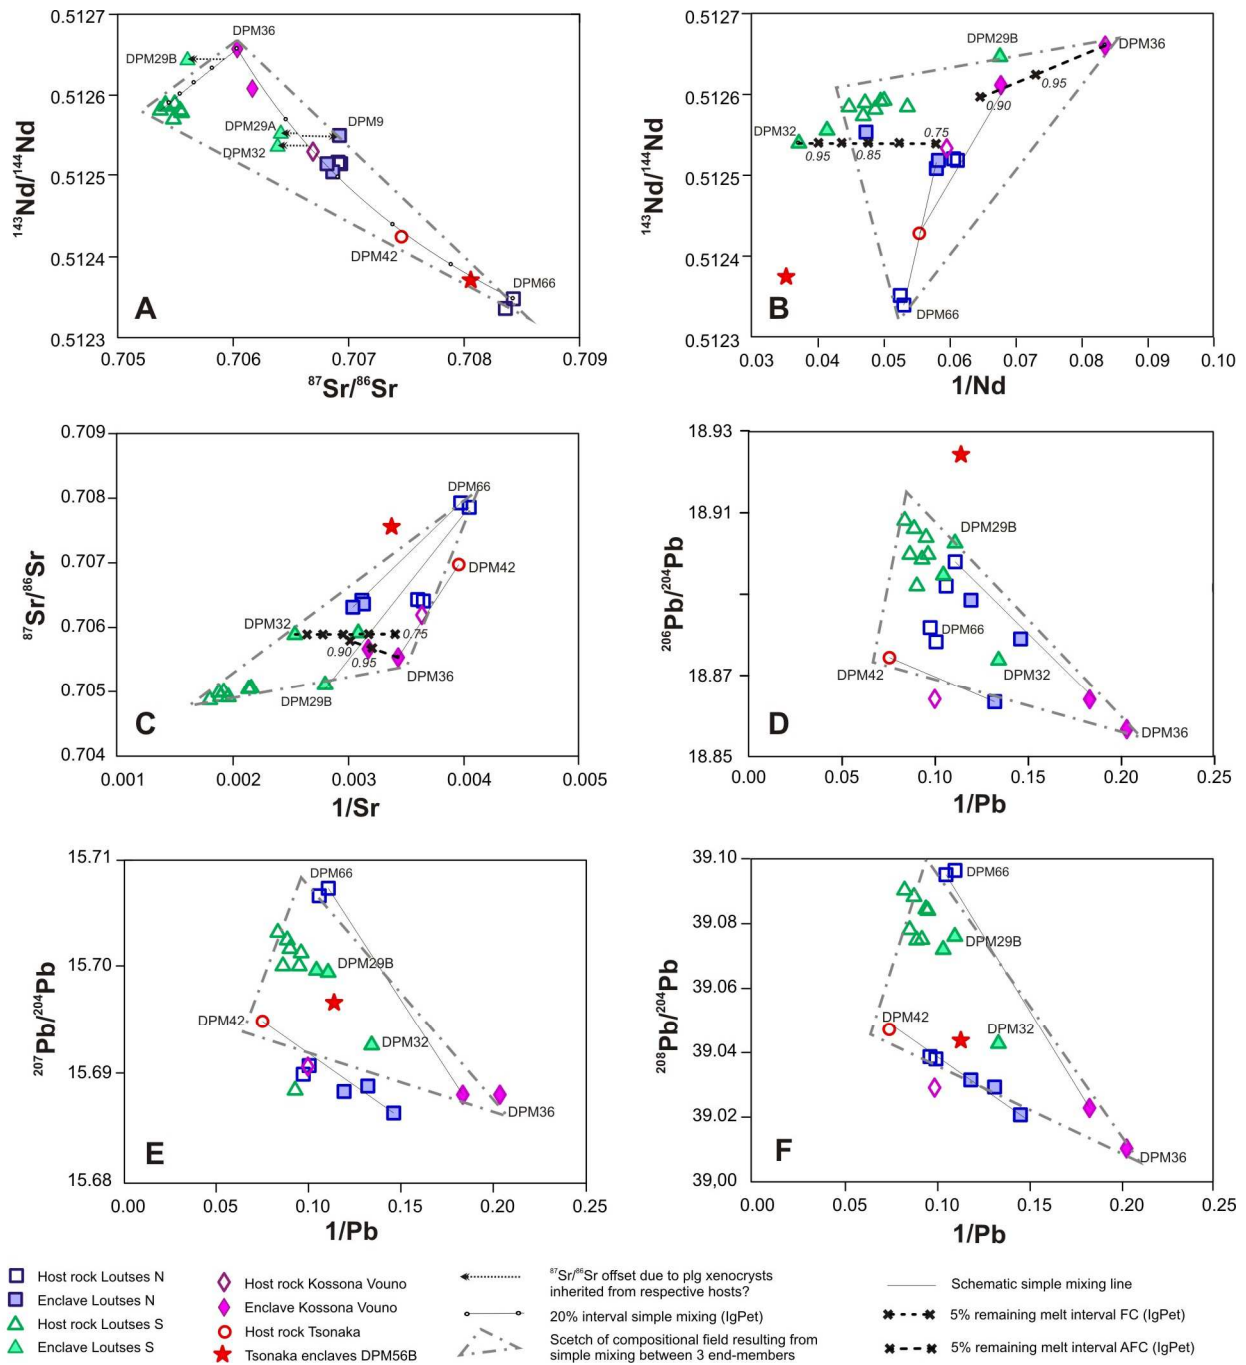 0.5127
DPM36
DPM29B
0.5126
DPM29A
DPM9
DPM32
0.5125
DPM42
0.5124
DPM66
A
0.5123
0.705
0.706
0.707
0.708
0.709
143Nd/144Nd
87Sr/86Sr
0.5127
DPM29B
DPM36
0.95
0.90
0.5126
DPM32
0.75
0.95
0.85
0.5125
0.5124
B
DPM66
0.5123
0.03
0.04
0.05
0.06
0.07
0.08
0.09
0.10
143Nd/144Nd
1/Nd
0.709
DPM66
0.708
0.707
DPM42
DPM32
0.706
0.75
0.90
0.95
DPM36
0.705
DPM29B
C
0.704
0.001
0.002
0.003
0.004
0.005
87Sr/86Sr
1/Sr
18.93
18.91
DPM29B
DPM66
DPM42
DPM32
18.87
DPM36
D
18.85
0.00
0.05
0.10
0.15
0.20
0.25
206Pb/204Pb
1/Pb
15.71
DPM66
15.70
DPM29B
DPM42
DPM32
15.69
DPM36
E
15.68
0.00
0.05
0.10
0.15
0.20
0.25
207Pb/204Pb
1/Pb
39.10
DPM66
39.08
DPM29B
39.06
DPM42
DPM32
39.04
39.02
DPM36
F
39,00
0.00
0.05
0.10
0.15
0.20
0.25
208Pb/204Pb
1/Pb
Host rock Loutses N
Enclave Loutses N
Host rock Loutses S
Enclave Loutses S
Host rock Kossona Vouno
Enclave Kossona Vouno
Host rock Tsonaka
Tsonaka enclaves DPM56B
87Sr/86Sr offset due to plg xenocrysts
inherited from respective hosts?
20% interval simple mixing (IgPet)
Scetch of compositional field resulting from
simple mixing between 3 end-members
Schematic simple mixing line
5% remaining melt interval FC (IgPet)
5% remaining melt interval AFC (IgPet)